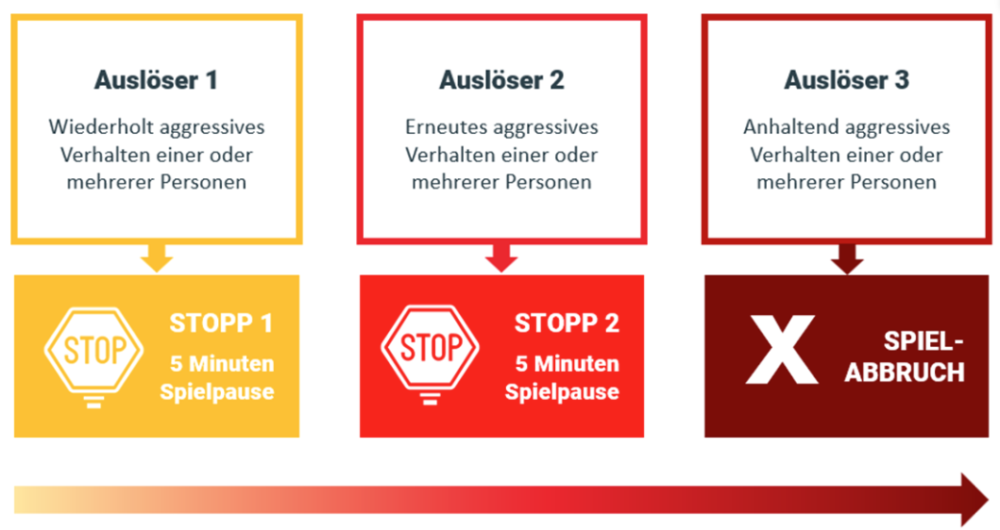 Auslöser 1
Wiederholt aggressives
Verhalten einer oder
mehrerer Personen
Auslöser 2
Erneutes aggressives
Verhalten einer oder
mehrerer Personen
Auslöser 3
Anhaltend aggressives
Verhalten einer oder
mehrerer Personen
STOP
STOPP 1
5 Minuten
Spielpause
STOP
STOPP 2
5 Minuten
Spielpause
X
SPIEL-
ABBRUCH